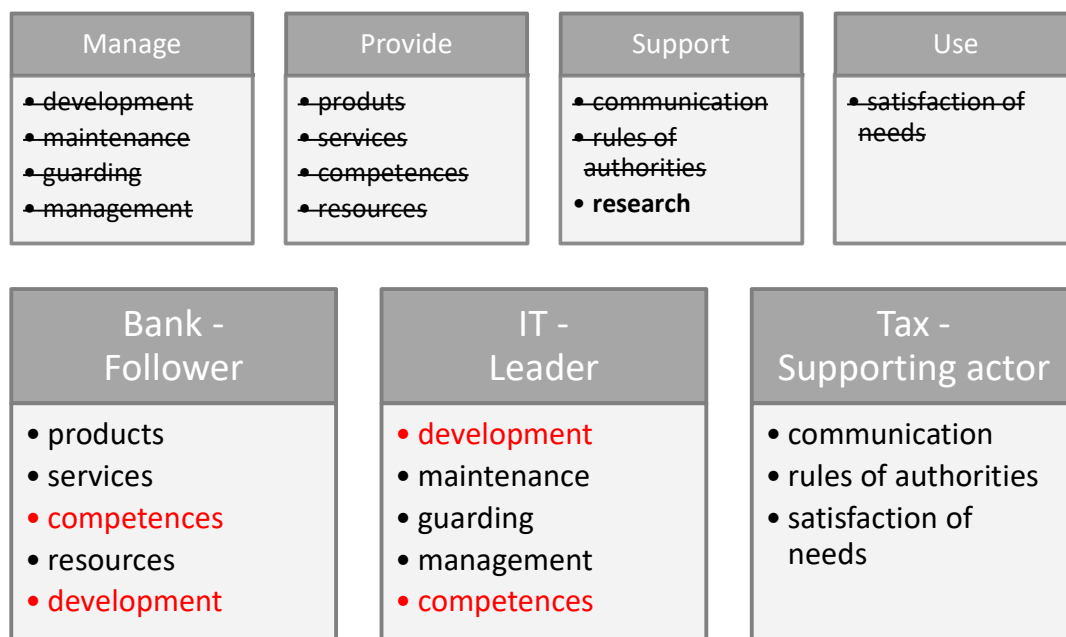 Manage
• development
• maintenance
• guarding
• management
Provide
• produts
• services
• competences
• resources
Support
• communication
• rules of
authorities
• research
Use
• satisfaction of
needs
Bank -
Follower
• products
• services
• competences
• resources
• development
IT -
Leader
• development
• maintenance
• guarding
• management
• competences
Tax -
Supporting actor
• communication
• rules of authorities
• satisfaction of
needs